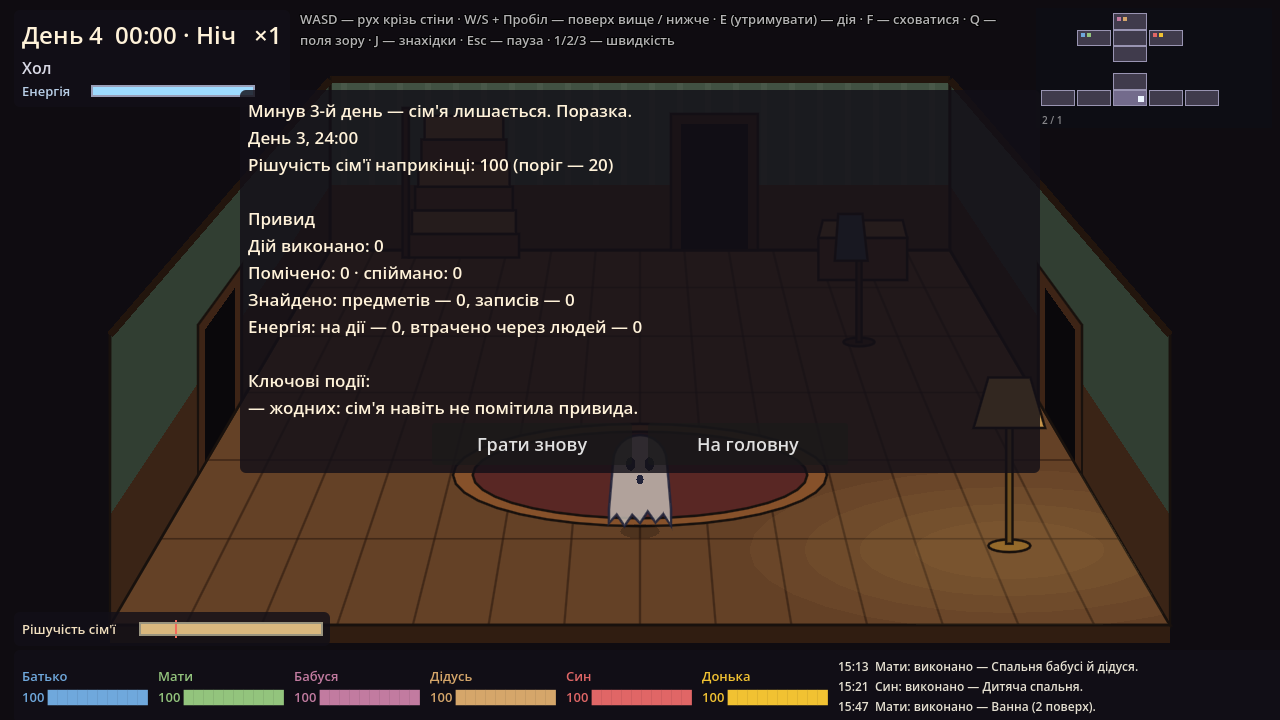 День 4  00:00 · Ніч  ×1
Хол
Енергія
WASD — рух крізь стіни · W/S + Пробіл — поверх вище / нижче · E (утримувати) — дія · F — сховатися · Q —
поля зору · J — знахідки · Esc — пауза · 1/2/3 — швидкість
2 / 1
Минув 3-й день — сім'я лишається. Поразка.
День 3, 24:00
Рішучість сім'ї наприкінці: 100 (поріг — 20)
Привид
Дій виконано: 0
Помічено: 0 · спіймано: 0
Знайдено: предметів — 0, записів — 0
Енергія: на дії — 0, втрачено через людей — 0
Ключові події:
— жодних: сім'я навіть не помітила привида.
Грати знову
На головну
Рішучість сім'ї
Батько
100
Мати
100
Бабуся
100
Дідусь
100
Син
100
Донька
100
15:13  Мати: виконано — Спальня бабусі й дідуся.
15:21  Син: виконано — Дитяча спальня.
15:47  Мати: виконано — Ванна (2 поверх).